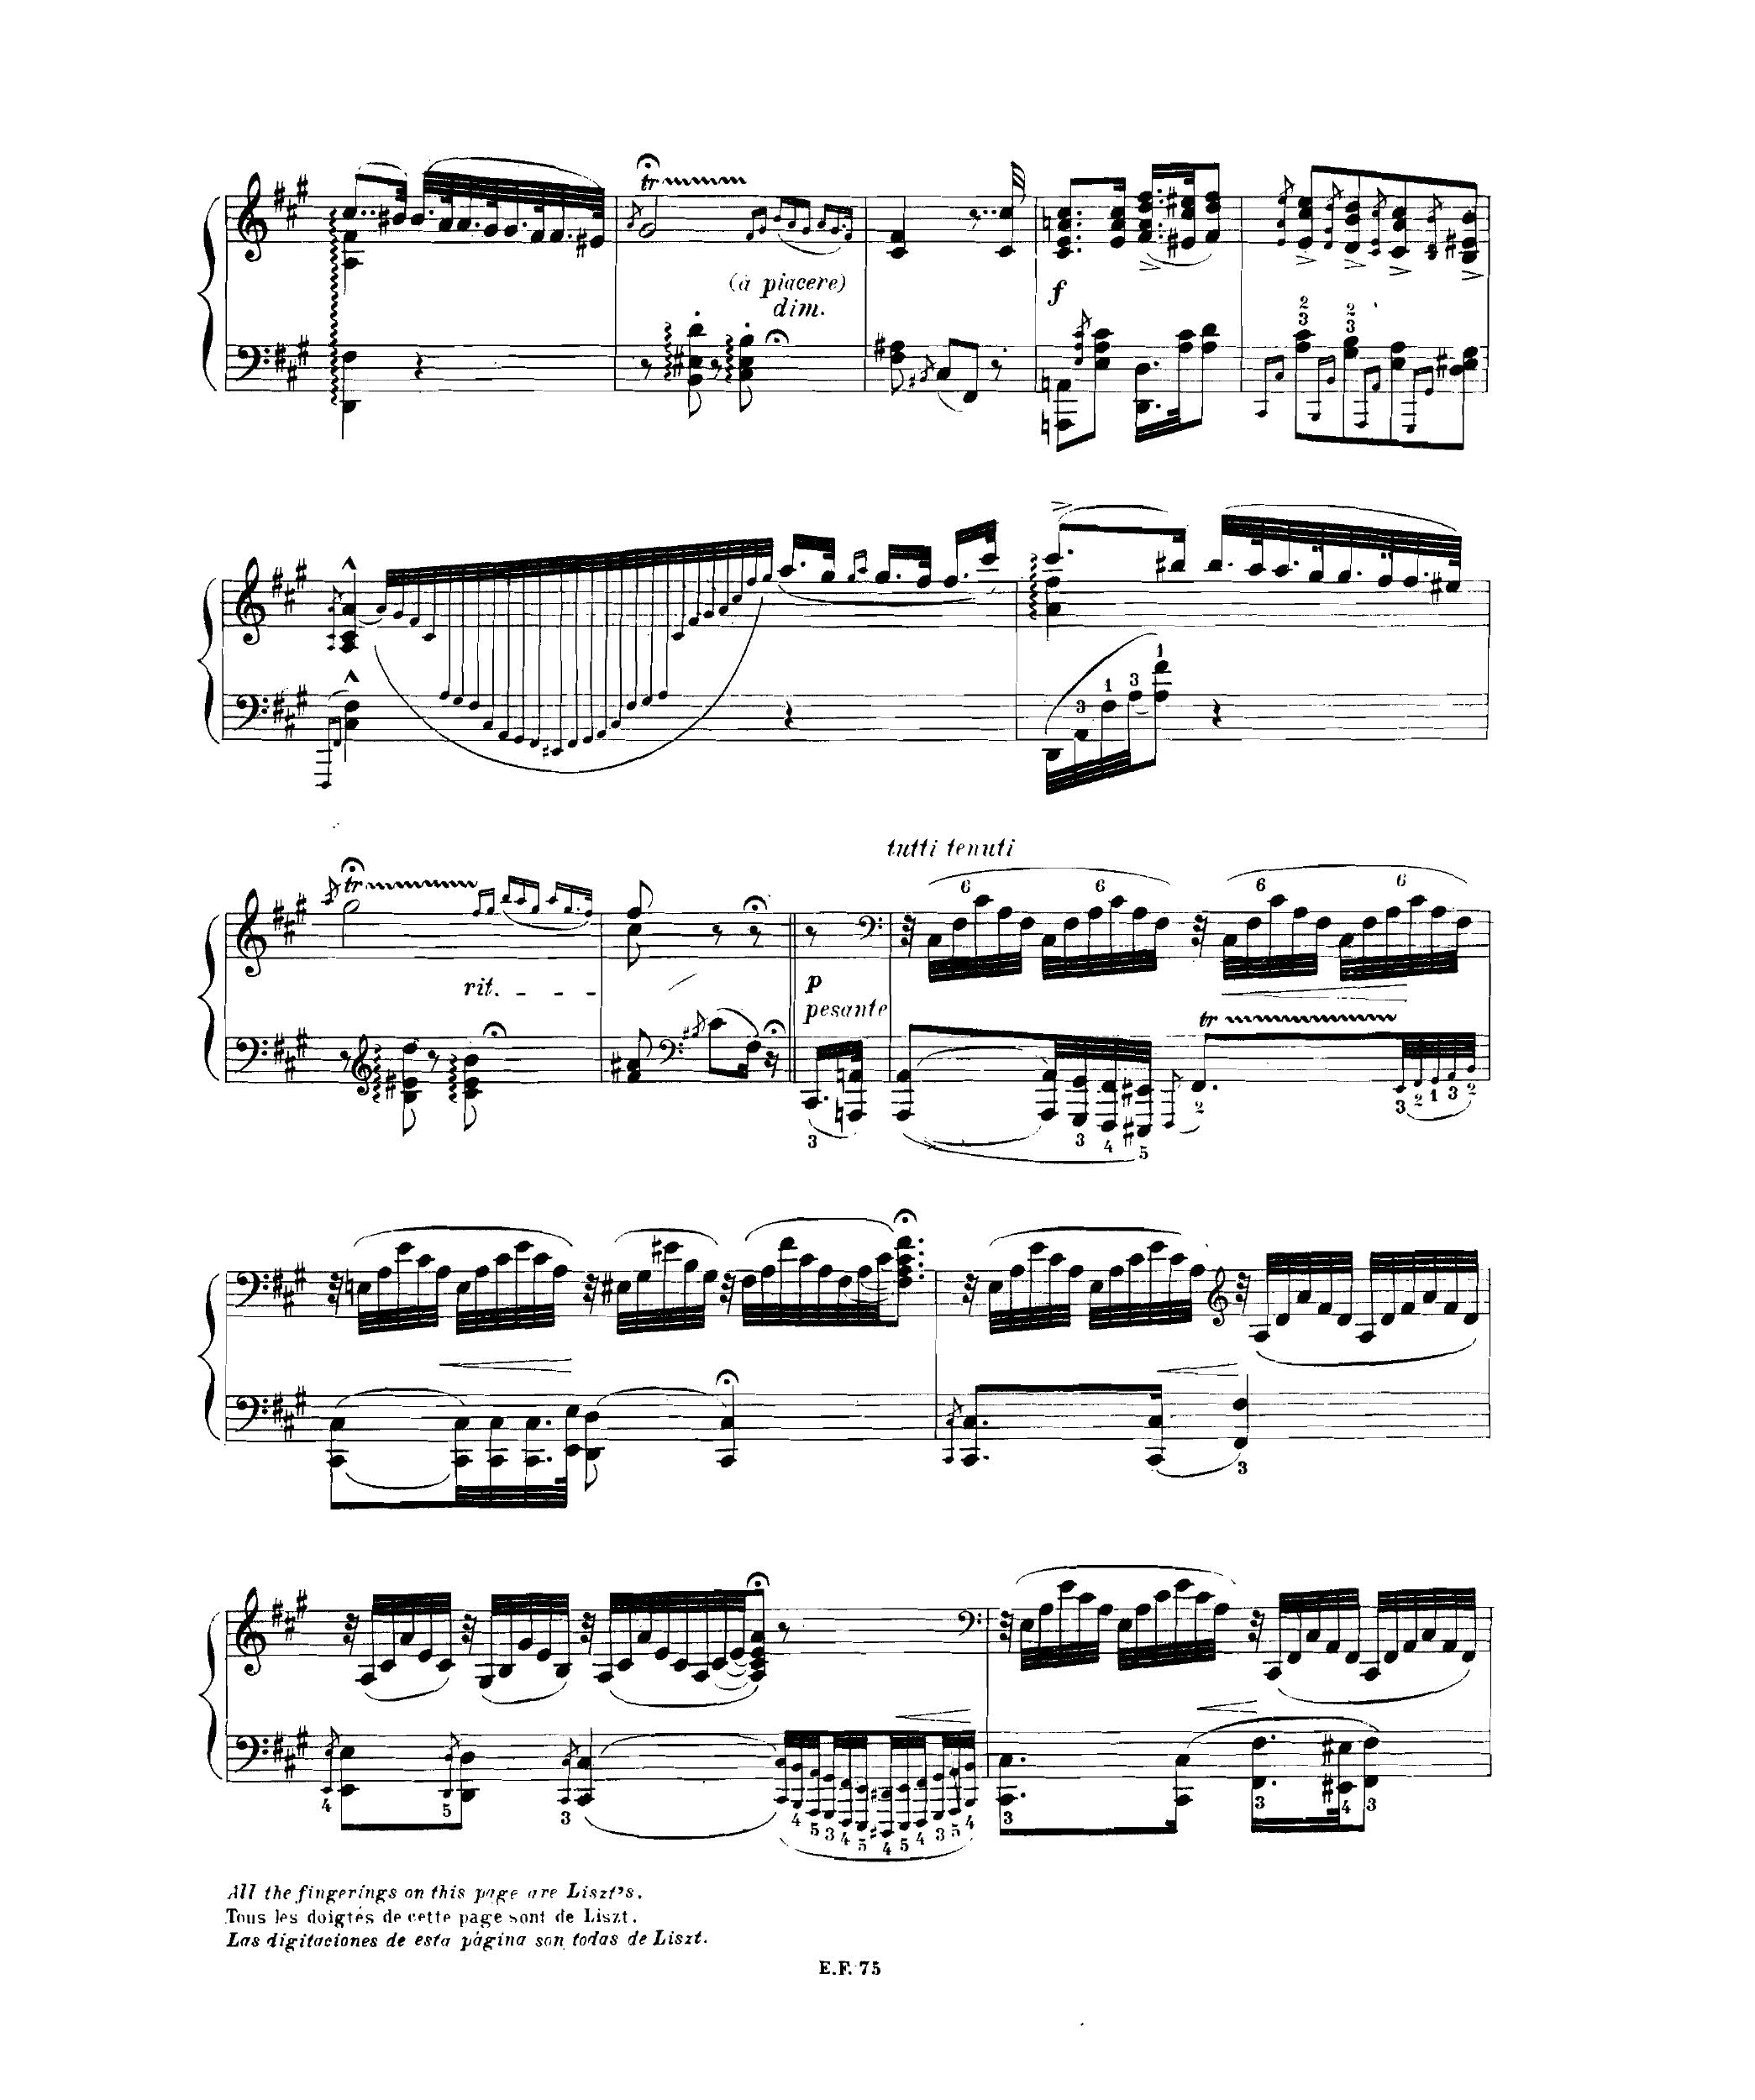 tr
(à piacere)
dim.
f
2
3
2
3
3
1
3
1
tutti tenuti
tr
6
6
6
6
rit.
p
pesante
tr
3
3
4
5
2
3
2
1
3
2
3
4
5
3
4
5
3
4
5
4
5
4
3
5
4
3
3
4
3
All the fingerings on this page are Liszt's.
Tous les doigtés de cette page sont de Liszt.
Las digitaciones de esta página son todas de Liszt.
E.F. 75